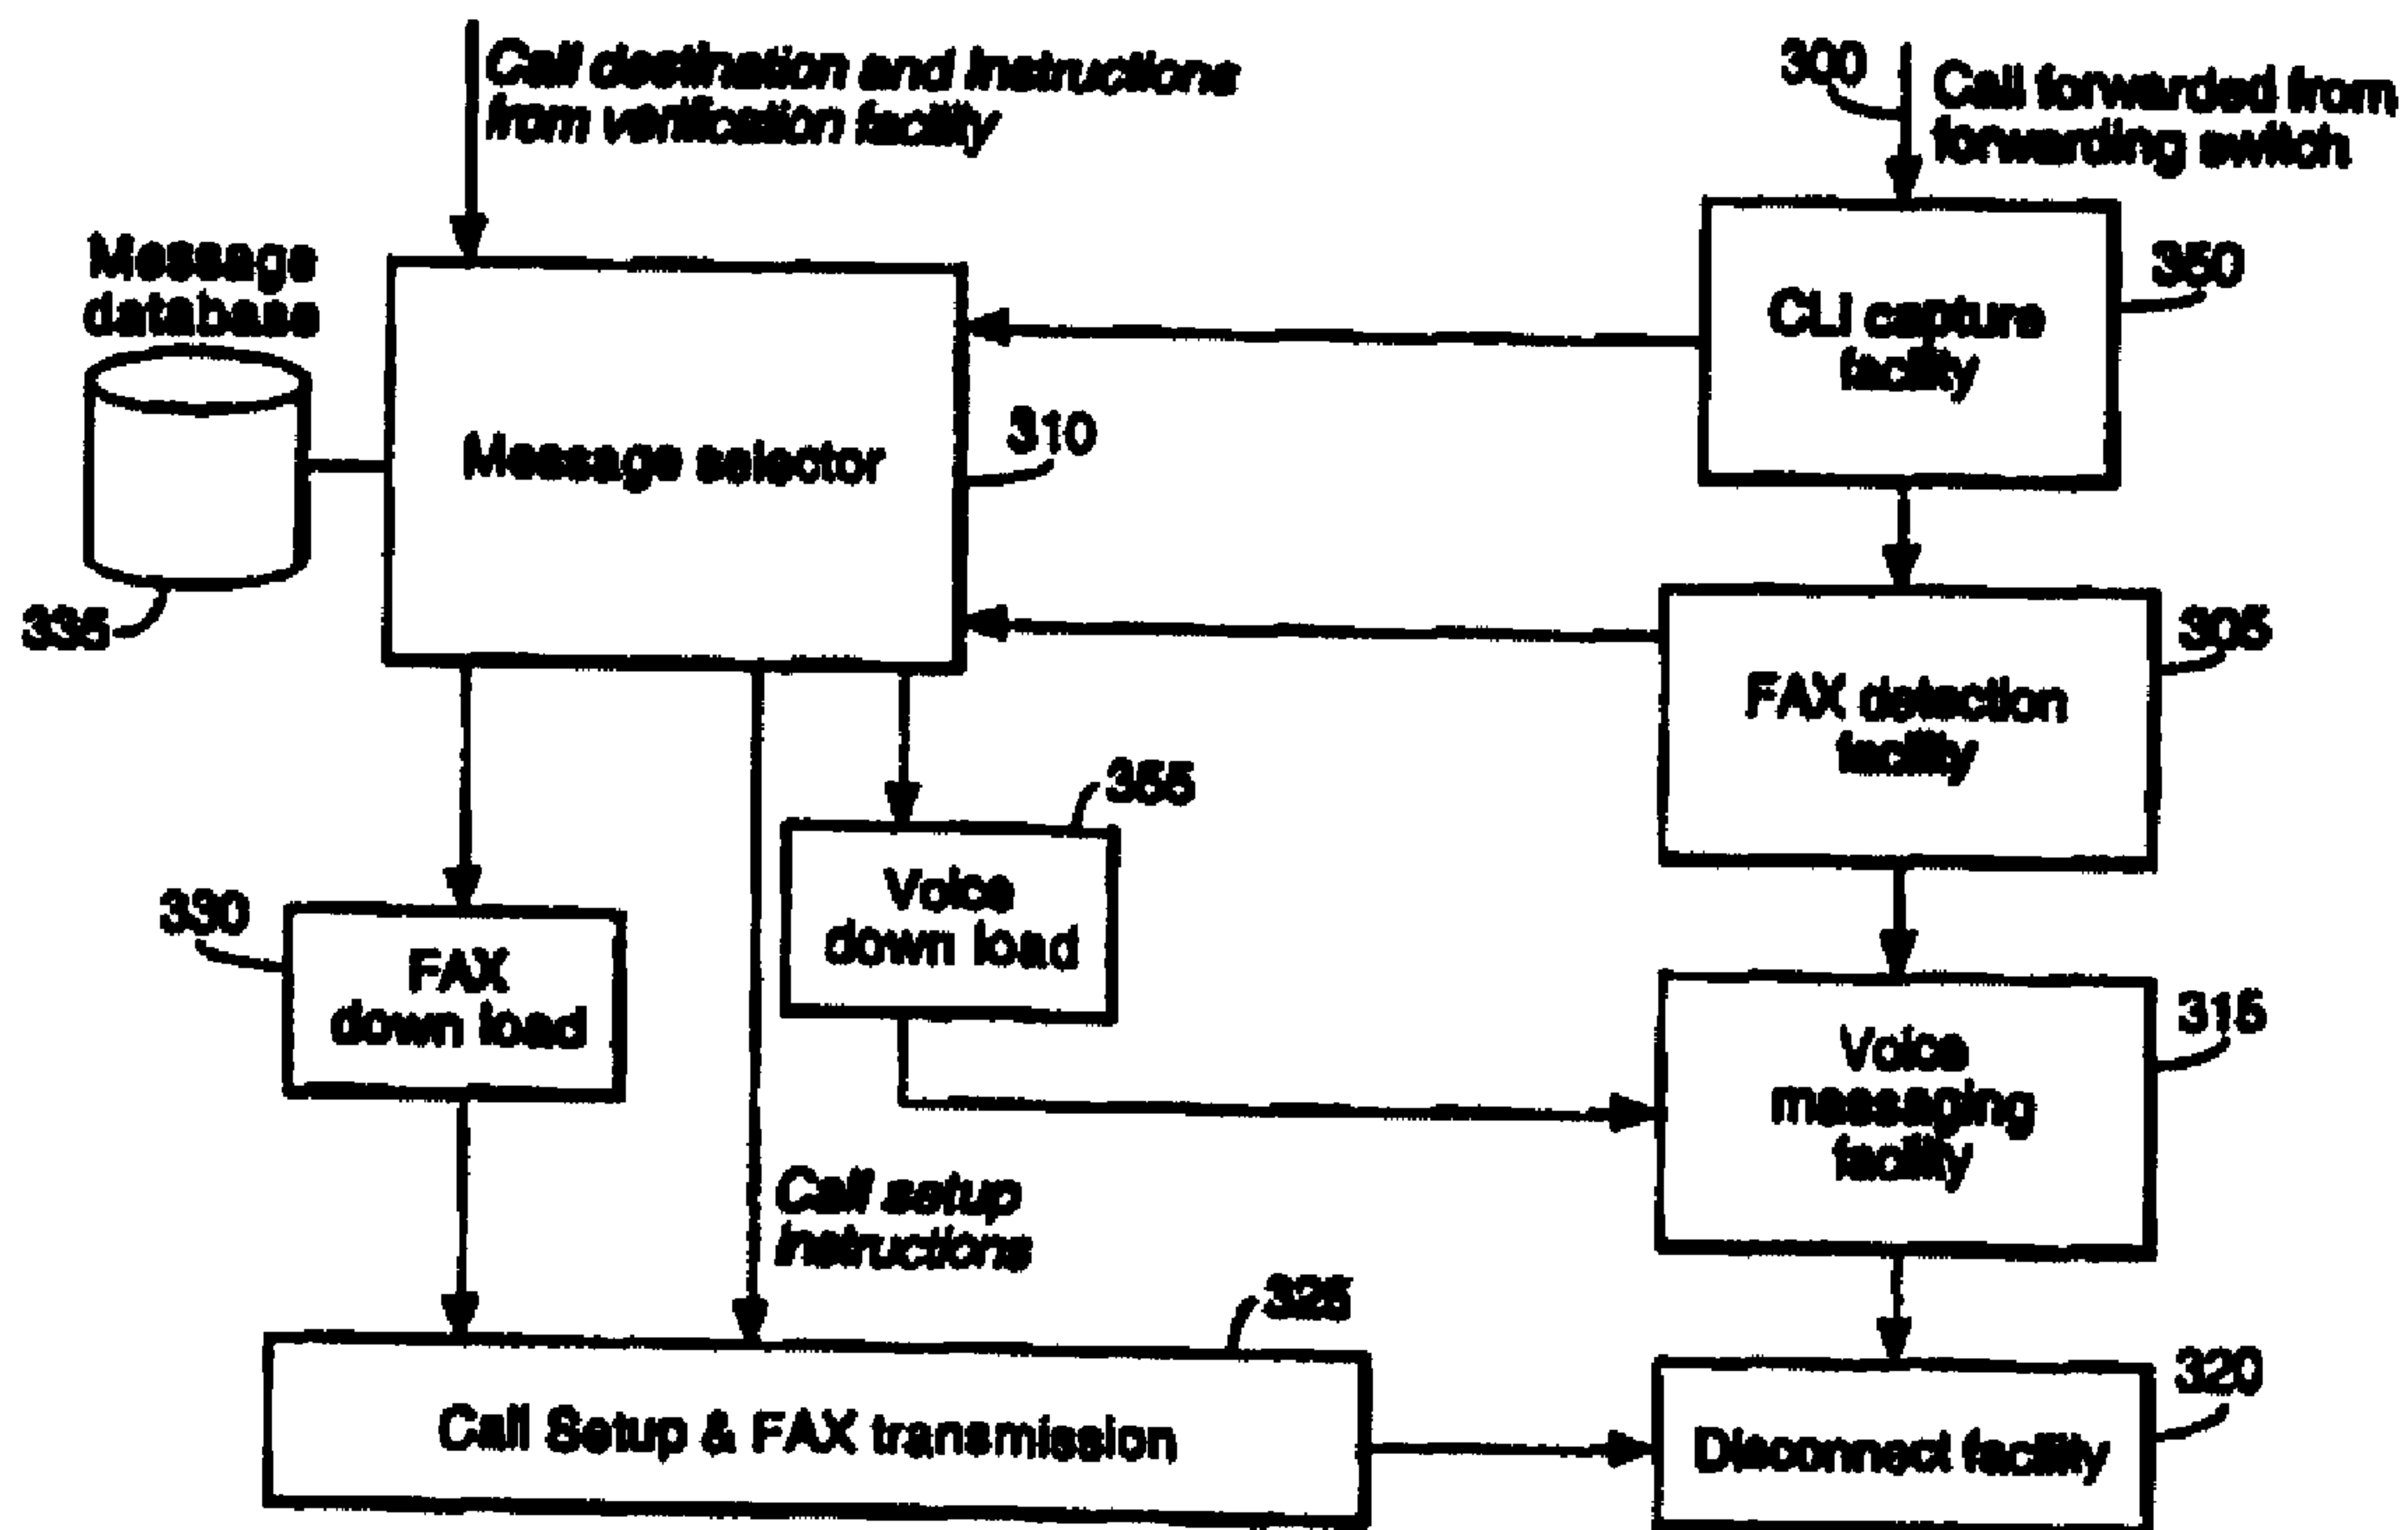 Call destination and instructions
from verification facility
300
Call forwarded from
forwarding switch
Message
database
350
CLI capture
facility
310
Message selector
335
305
FAX detection
facility
355
Voice
down load
330
FAX
down load
315
Voice
messaging
facility
Call setup
instructions
325
320
Call Setup & FAX transmission
Disconnect facility